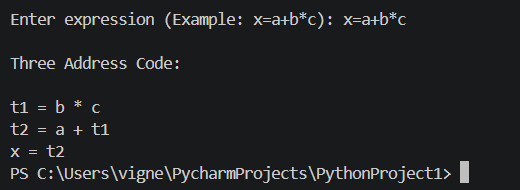 Enter expression (Example: x=a+b*c): x=a+b*c
Three Address Code:
t1 = b * c
t2 = a + t1
x = t2
PS C:\Users\vigne\PycharmProjects\PythonProject1>